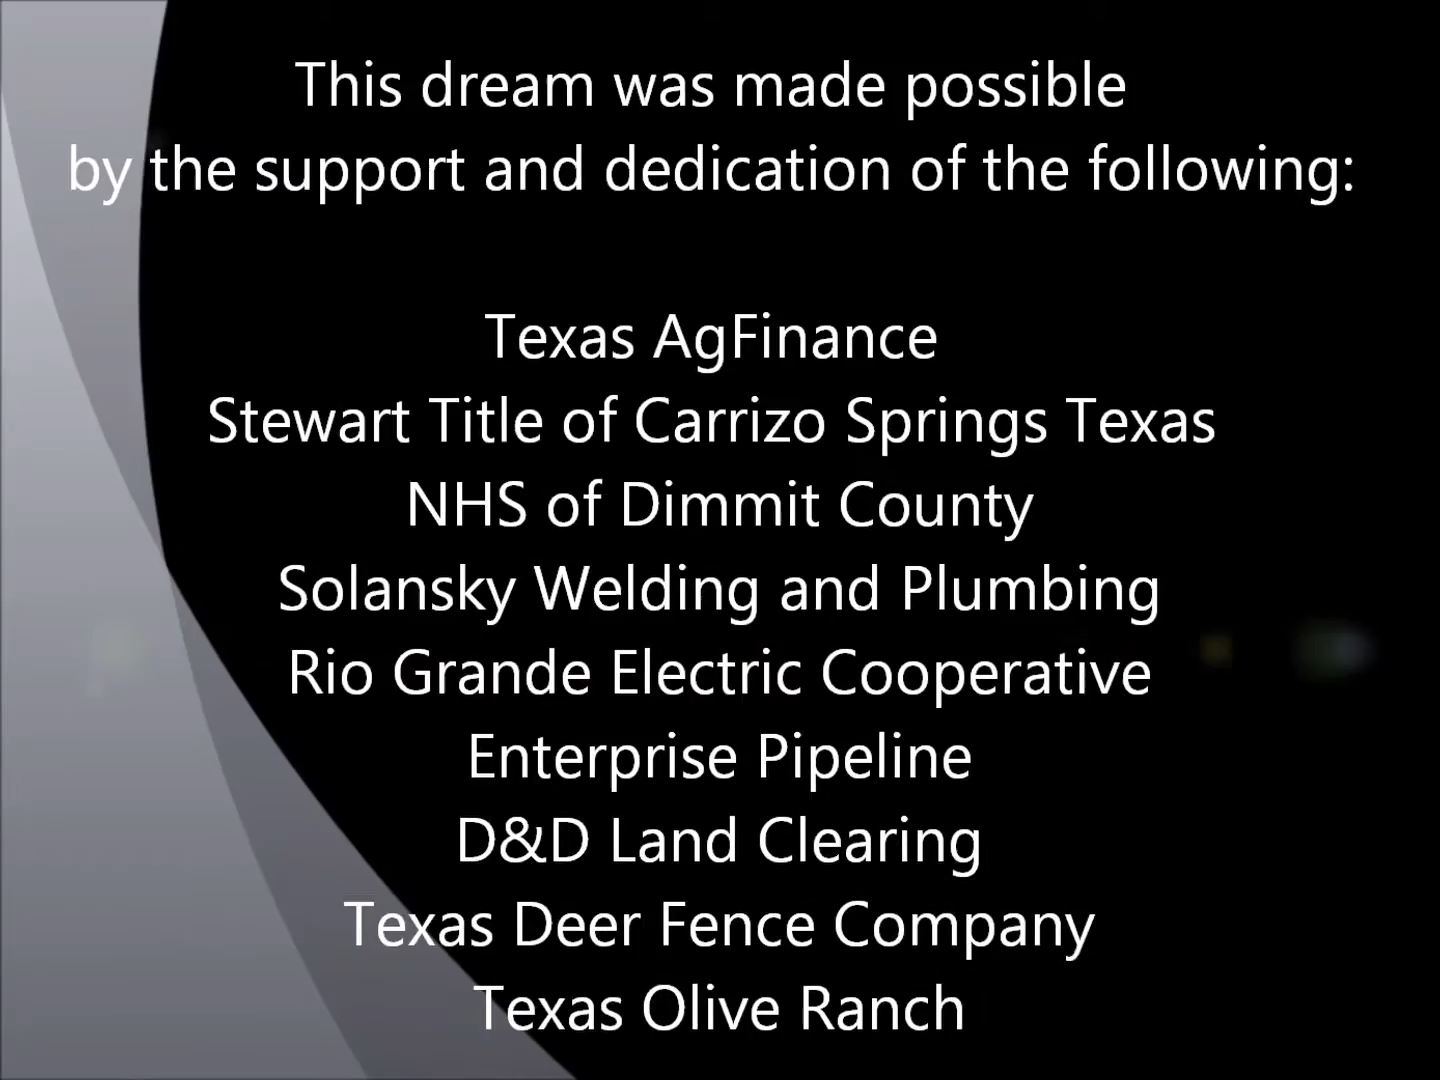 This dream was made possible
by the support and dedication of the following:
Texas AgFinance
Stewart Title of Carrizo Springs Texas
NHS of Dimmit County
Solansky Welding and Plumbing
Rio Grande Electric Cooperative
Enterprise Pipeline
D&D Land Clearing
Texas Deer Fence Company
Texas Olive Ranch